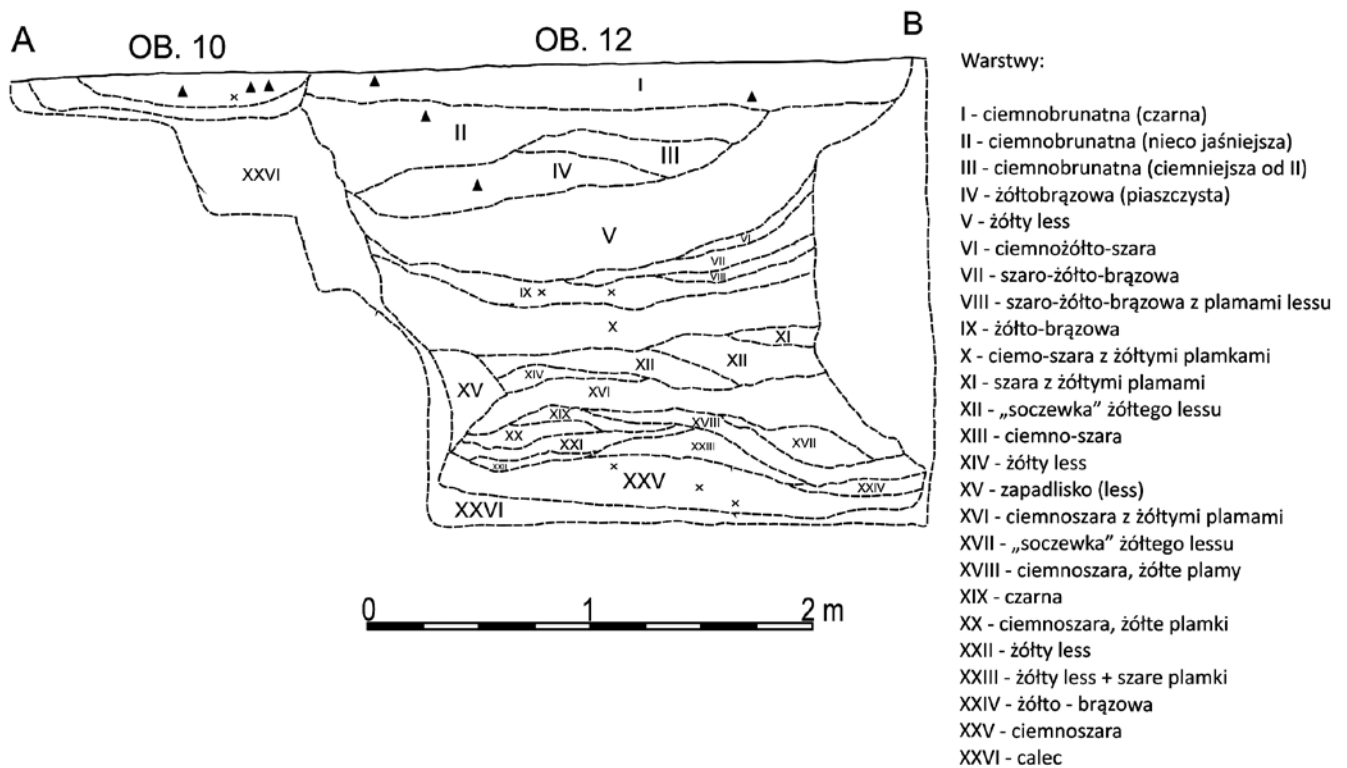 A
OB. 10
OB. 12
B
I
II
III
IV
XXVI
V
VI
VII
VIII
IX
X
XI
XII
XII
XIV
XV
XVI
XIX
XVIII
XX
XVII
XXI
XXIII
XXII
XXV
XXIV
XXVI
0 1 2 m
Warstwy:
I - ciemnobrunatna (czarna)
II - ciemnobrunatna (nieco jaśniejsza)
III - ciemnobrunatna (ciemniejsza od II)
IV - żółtobrązowa (piaszczysta)
V - żółty less
VI - ciemnożółto-szara
VII - szaro-żółto-brązowa
VIII - szaro-żółto-brązowa z plamami lessu
IX - żółto-brązowa
X - ciemo-szara z żółtymi plamkami
XI - szara z żółtymi plamami
XII - „soczewka” żółtego lessu
XIII - ciemno-szara
XIV - żółty less
XV - zapadlisko (less)
XVI - ciemnoszara z żółtymi plamami
XVII - „soczewka” żółtego lessu
XVIII - ciemnoszara, żółte plamy
XIX - czarna
XX - ciemnoszara, żółte plamki
XXII - żółty less
XXIII - żółty less + szare plamki
XXIV - żółto - brązowa
XXV - ciemnoszara
XXVI - calec